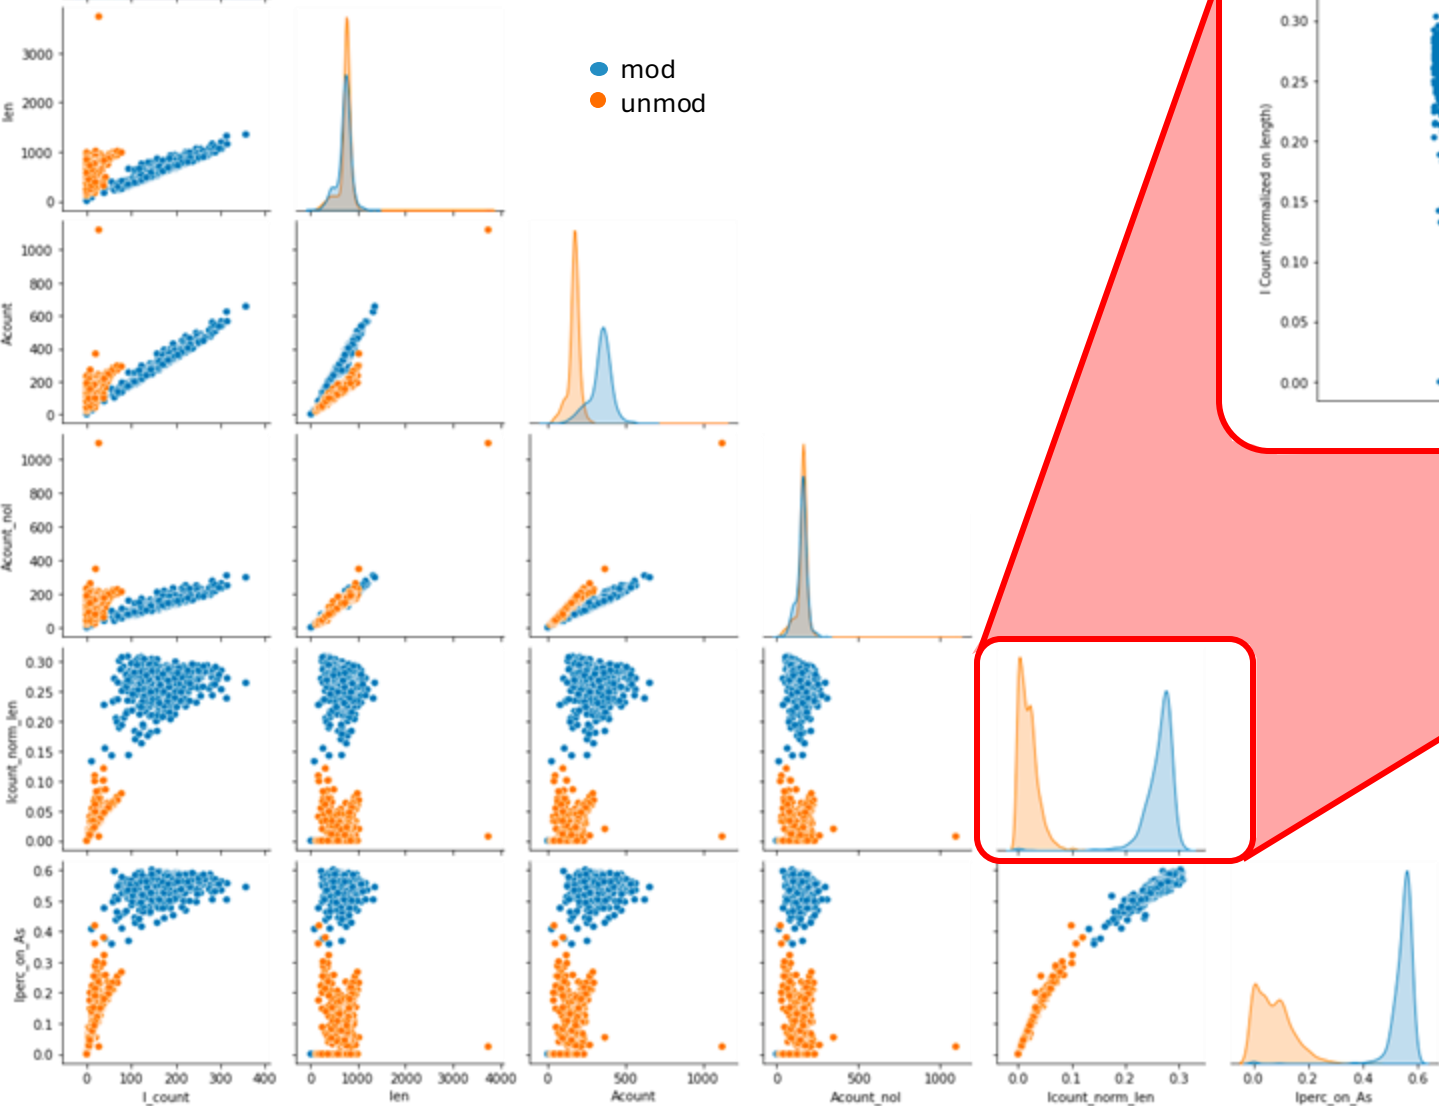 mod
unmod
len
3000
2000
1000
0
Acount
1000
800
600
400
200
0
Acount_noI
1000
800
600
400
200
0
Icount_norm_len
0.30
0.25
0.20
0.15
0.10
0.05
0.00
Iperc_on_As
0.6
0.5
0.4
0.3
0.2
0.1
0.0
0 100 200 300 400
I_count
0 1000 2000 3000 4000
len
0 500 1000
Acount
0 500 1000
Acount_noI
0.0 0.1 0.2 0.3
Icount_norm_len
0.0 0.2 0.4 0.6
Iperc_on_As
I Count (normalized on length)
0.30
0.25
0.20
0.15
0.10
0.05
0.00